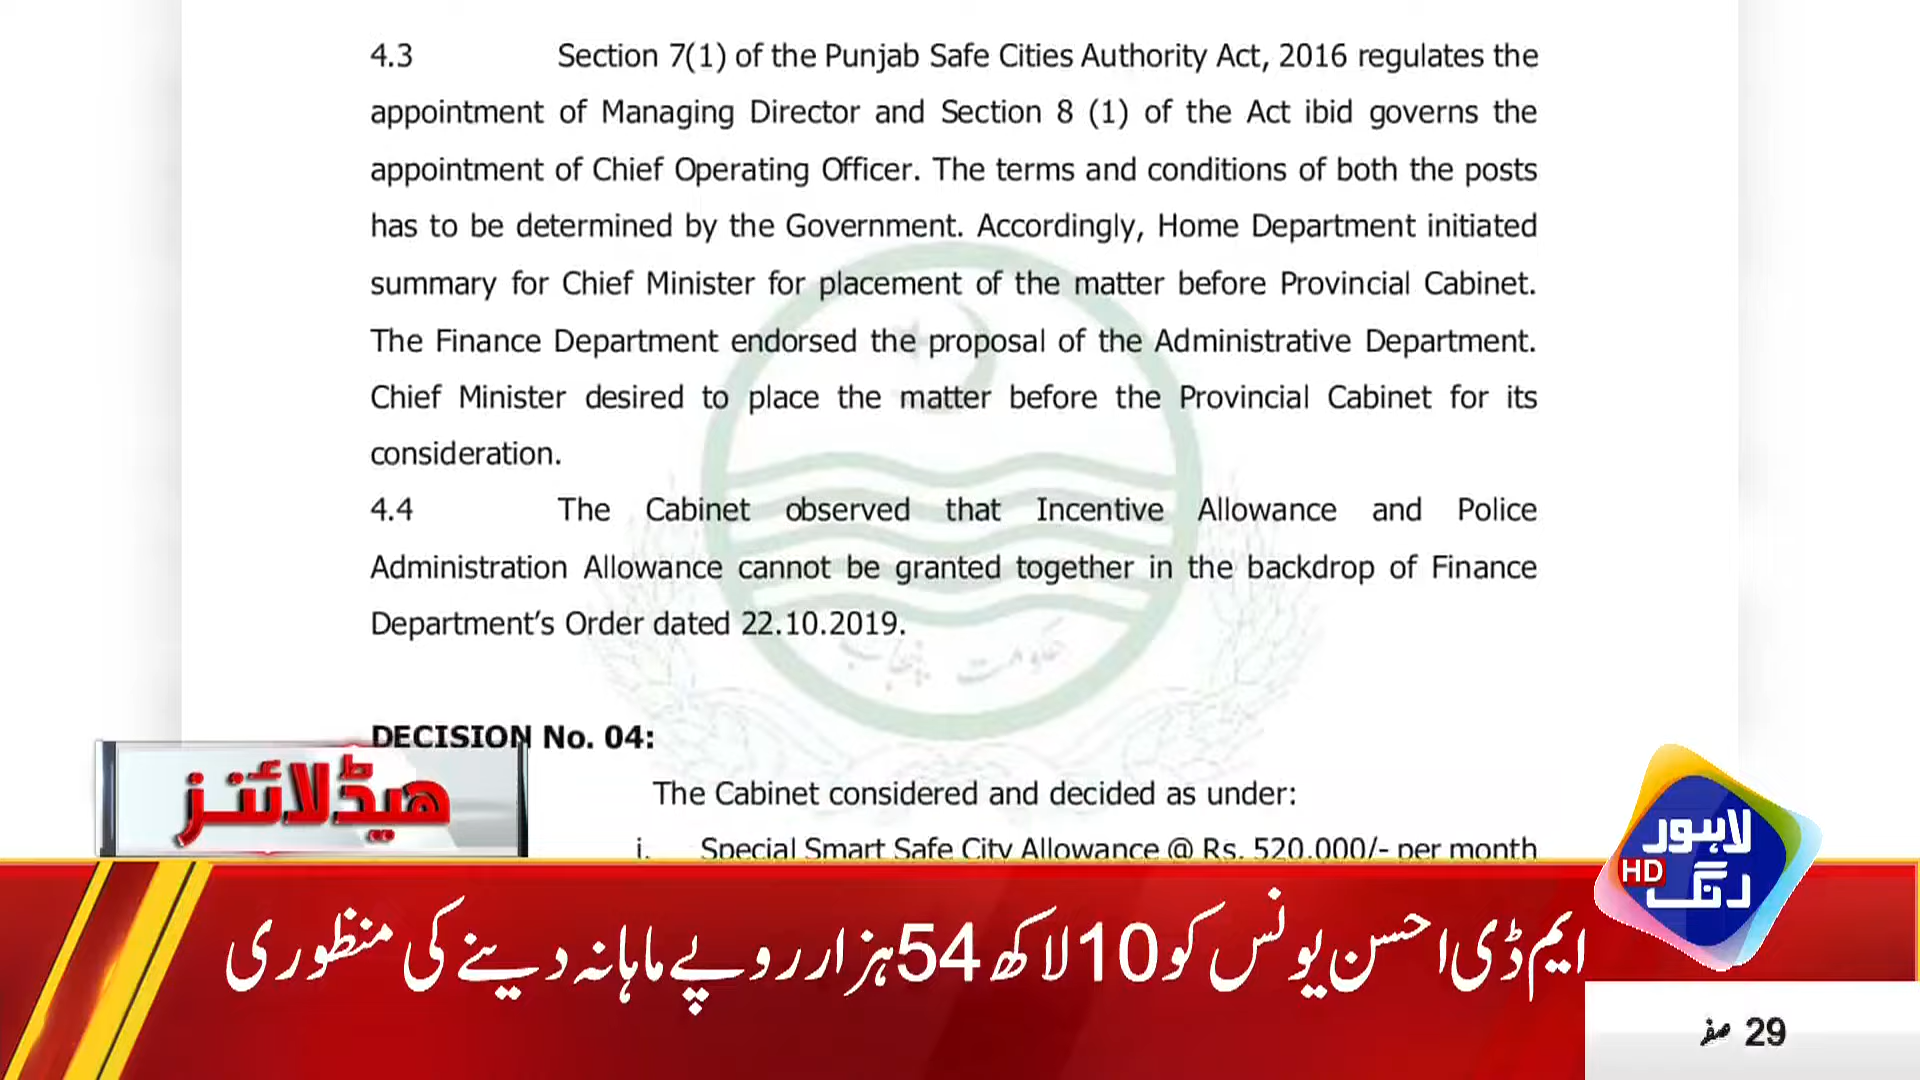 4.3 Section 7(1) of the Punjab Safe Cities Authority Act, 2016 regulates the
appointment of Managing Director and Section 8 (1) of the Act ibid governs the
appointment of Chief Operating Officer. The terms and conditions of both the posts
has to be determined by the Government. Accordingly, Home Department initiated
summary for Chief Minister for placement of the matter before Provincial Cabinet.
The Finance Department endorsed the proposal of the Administrative Department.
Chief Minister desired to place the matter before the Provincial Cabinet for its
consideration.
4.4 The Cabinet observed that Incentive Allowance and Police
Administration Allowance cannot be granted together in the backdrop of Finance
Department’s Order dated 22.10.2019.
حکومت پنجاب
DECISION No. 04:
The Cabinet considered and decided as under:
i. Special Smart Safe City Allowance @ Rs. 520,000/- per month
ہیڈلائنز
لاہور
رنگ
HD
ایم ڈی احسن یونس کو 10 لاکھ 54 ہزار روپے ماہانہ دینے کی منظوری
29 صفر